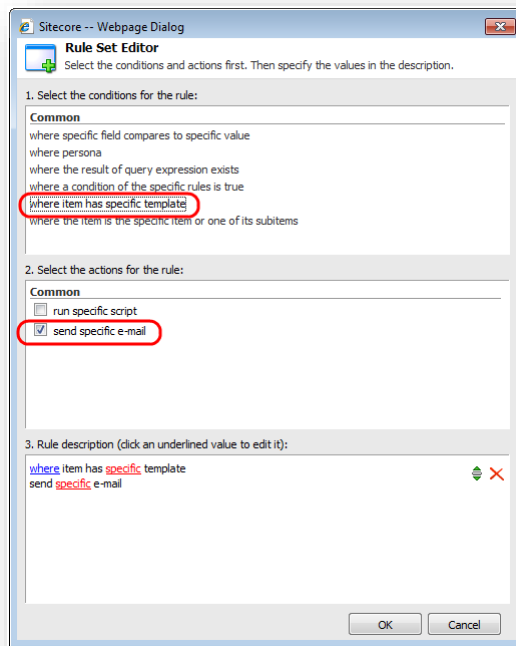 Sitecore -- Webpage Dialog
Rule Set Editor
Select the conditions and actions first. Then specify the values in the description.
1. Select the conditions for the rule:
Common
where specific field compares to specific value
where persona
where the result of query expression exists
where a condition of the specific rules is true
where item has specific template
where the item is the specific item or one of its subitems
2. Select the actions for the rule:
Common
run specific script
send specific e-mail
3. Rule description (click an underlined value to edit it):
where item has specific template
send specific e-mail
OK Cancel